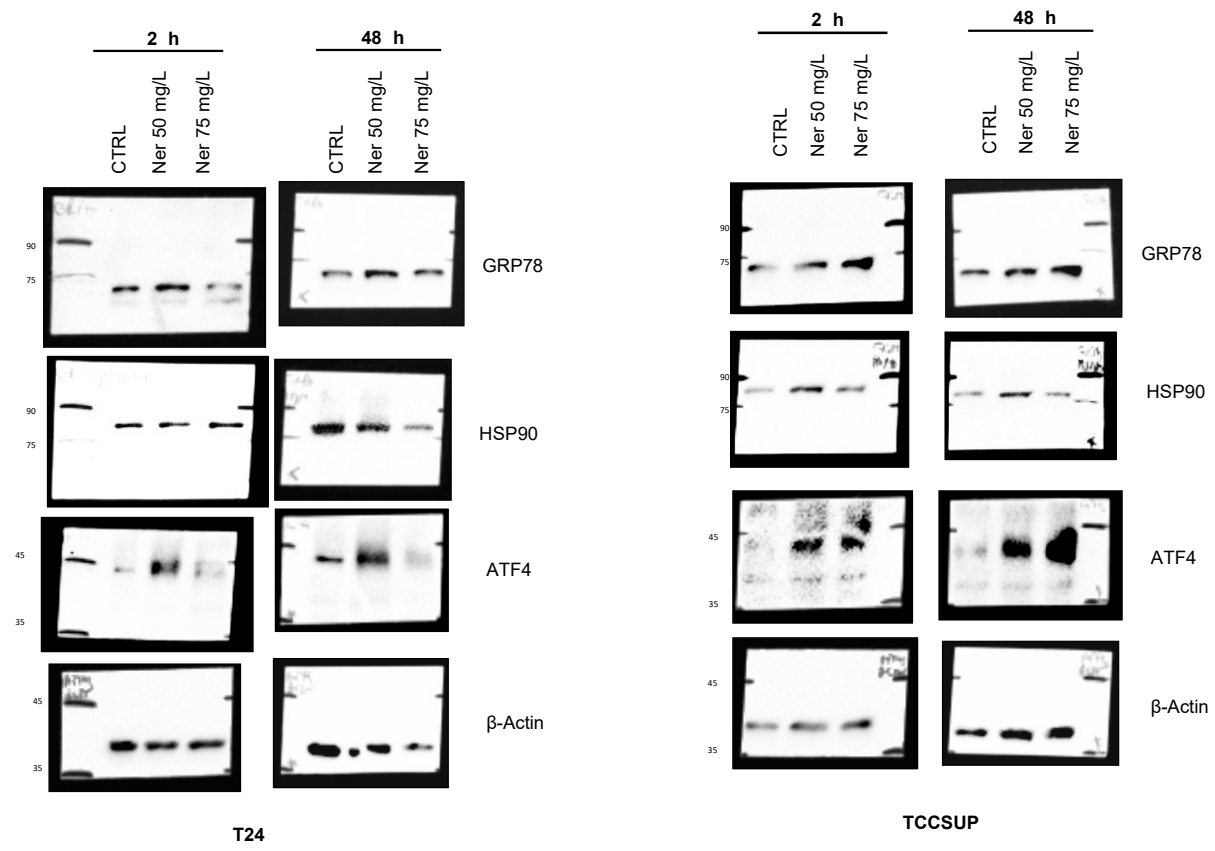 2 h
48 h
CTRL
Ner 50 mg/L
Ner 75 mg/L
CTRL
Ner 50 mg/L
Ner 75 mg/L
90
75
GRP78
90
75
HSP90
45
35
ATF4
45
35
β-Actin
T24
2 h
48 h
CTRL
Ner 50 mg/L
Ner 75 mg/L
CTRL
Ner 50 mg/L
Ner 75 mg/L
90
75
GRP78
90
75
HSP90
45
35
ATF4
45
35
β-Actin
TCCSUP